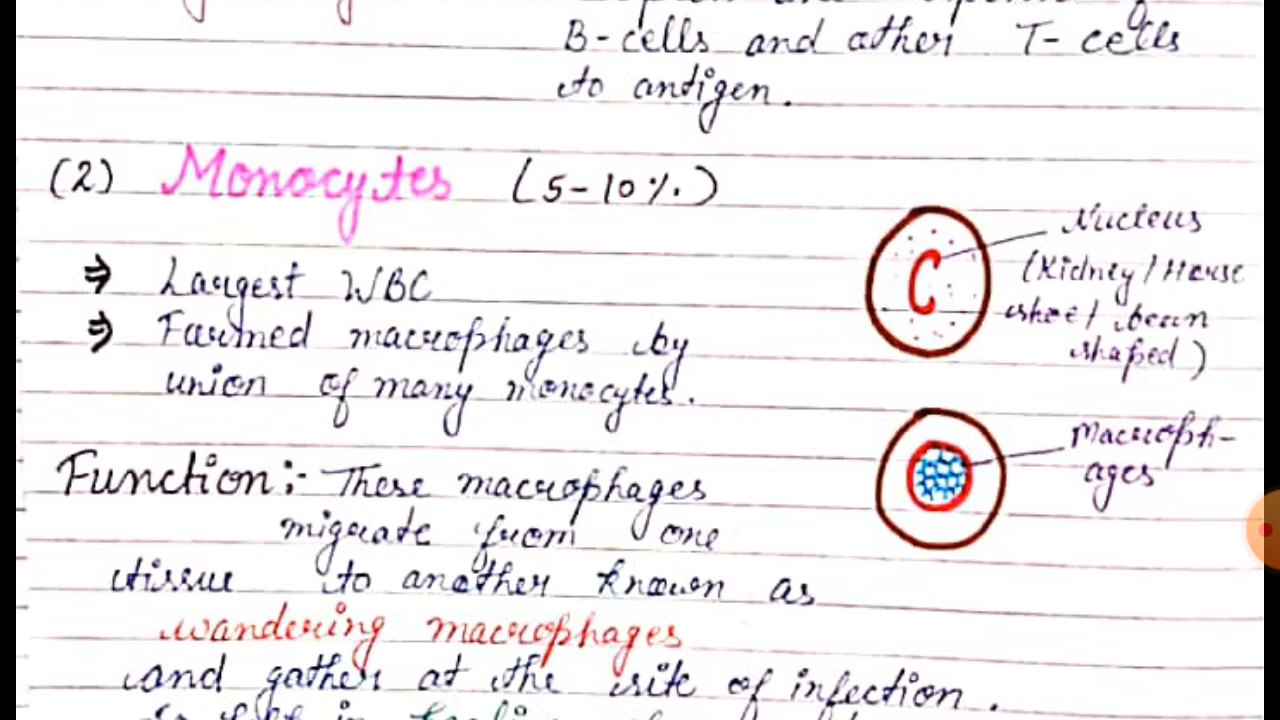 B-cells and other T-cells
to antigen.
(2) Monocytes (5-10%.)
⇒ Largest WBC
⇒ Formed macrophages by
union of many monocytes.
Nucleus
(Kidney/Horse
shoe/bean
shaped)
Macroph-
ages
Function:- These macrophages
migrate from one
tissue to another known as
wandering macrophages
and gather at the site of infection.